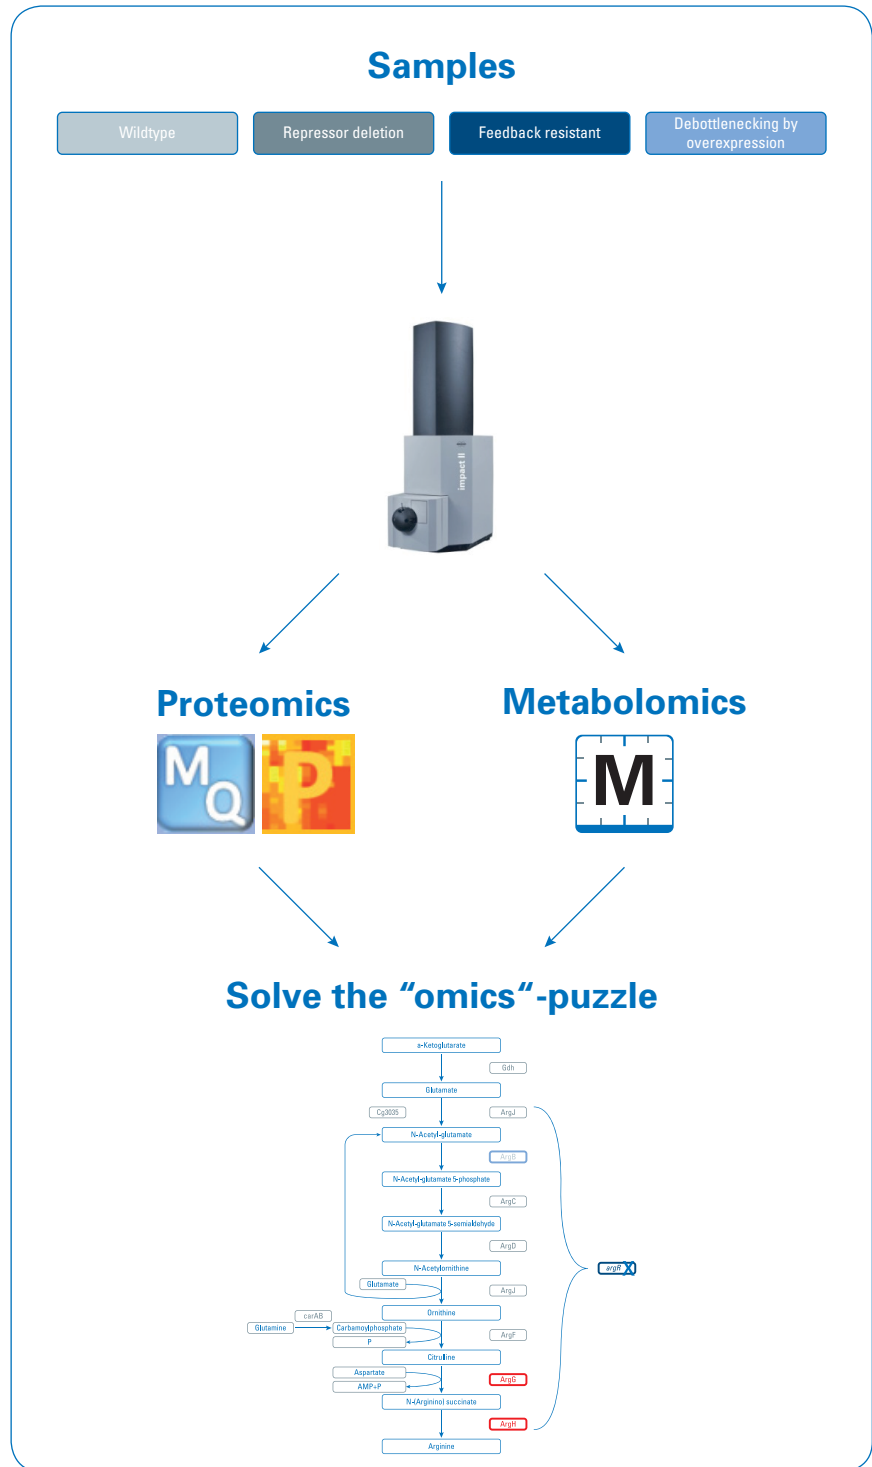 Samples
Wildtype
Repressor deletion
Feedback resistant
Debottlenecking by
overexpression
impact II
Proteomics
Metabolomics
M
Q
P
M
Solve the “omics“-puzzle
a-Ketoglutarate
Gdh
Glutamate
Cg3035
ArgJ
N-Acetyl-glutamate
ArgB
N-Acetyl-glutamate 5-phosphate
ArgC
N-Acetyl-glutamate 5-semialdehyde
ArgD
N-Acetylornithine
argR
X
Glutamate
ArgJ
Ornithine
carAB
Glutamine
Carbamoylphosphate
P
ArgF
Citrulline
Aspartate
AMP+P
ArgG
N-(Argino) succinate
ArgH
Arginine